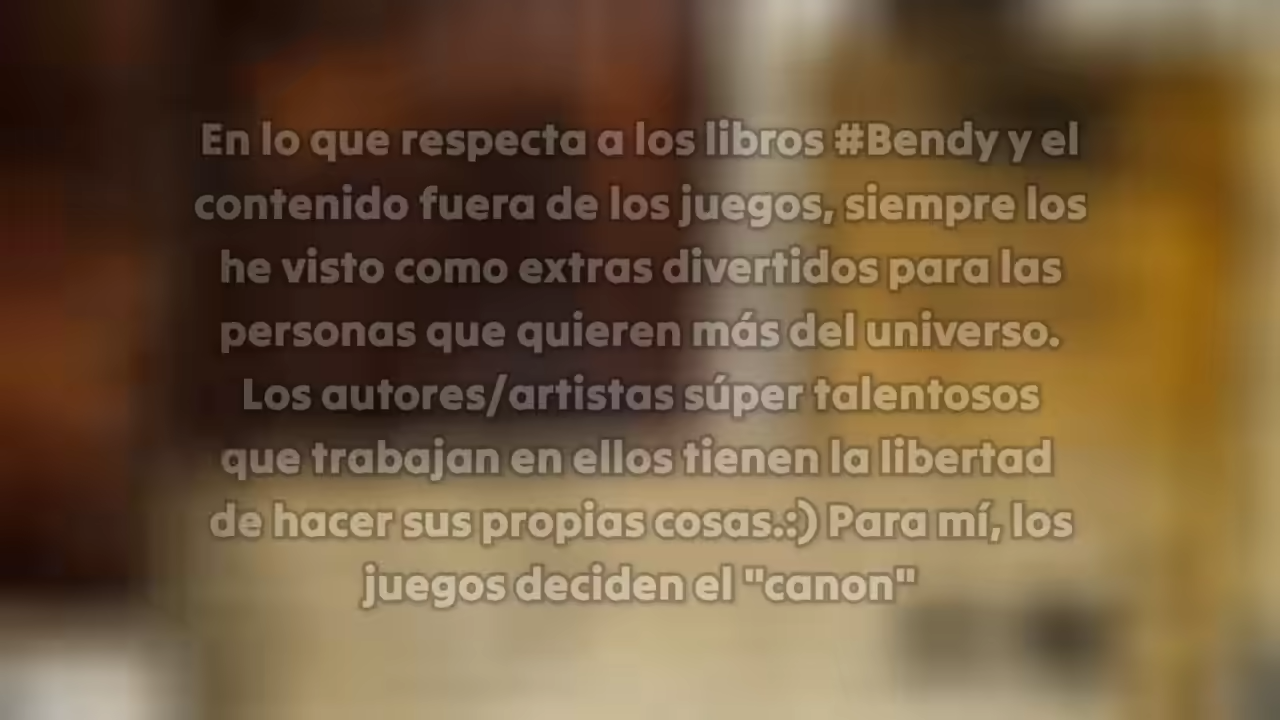 En lo que respecta a los libros #Bendy y el
contenido fuera de los juegos, siempre los
he visto como extras divertidos para las
personas que quieren más del universo.
Los autores/artistas súper talentosos
que trabajan en ellos tienen la libertad
de hacer sus propias cosas.:) Para mí, los
juegos deciden el "canon"